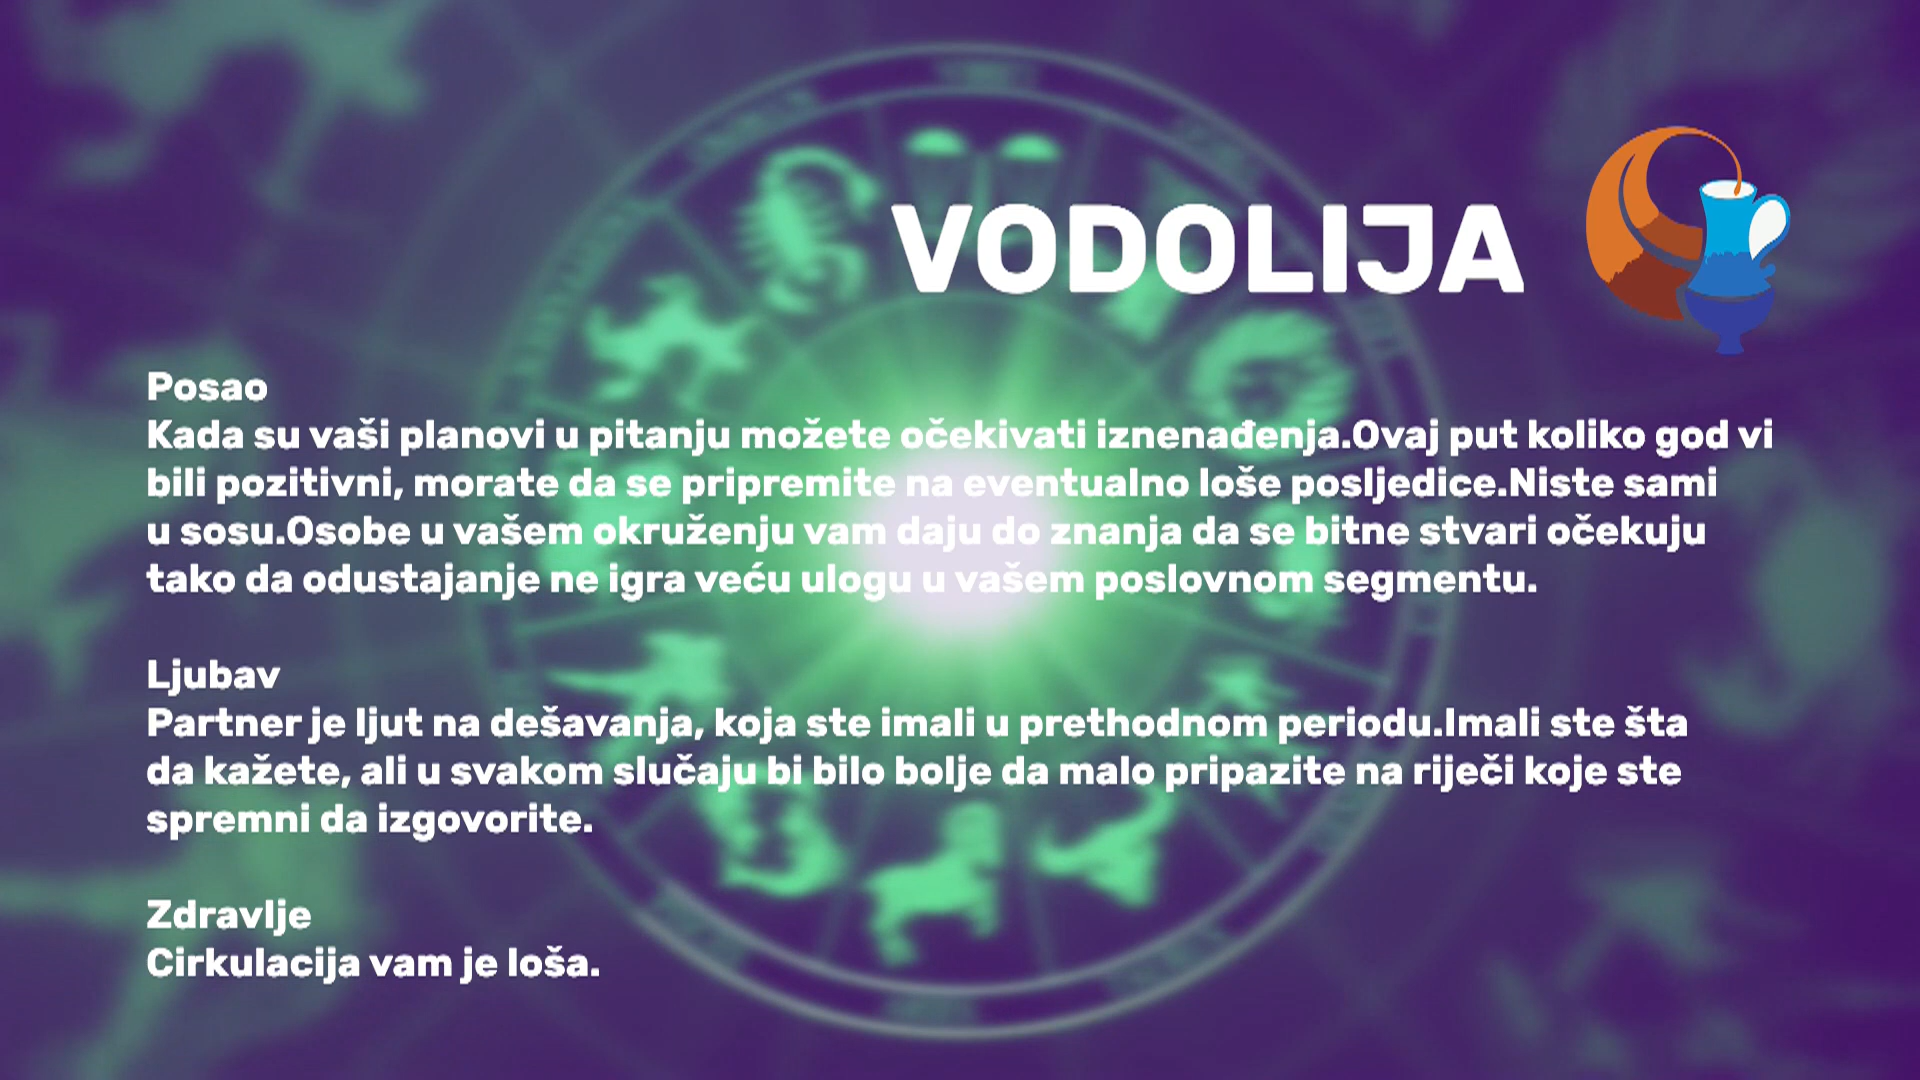 VODOLIJA
Posao
Kada su vaši planovi u pitanju možete očekivati iznenađenja.Ovaj put koliko god vi
bili pozitivni, morate da se pripremite na eventualno loše posljedice.Niste sami
u sosu.Osobe u vašem okruženju vam daju do znanja da se bitne stvari očekuju
tako da odustajanje ne igra veću ulogu u vašem poslovnom segmentu.
Ljubav
Partner je ljut na dešavanja, koja ste imali u prethodnom periodu.Imali ste šta
da kažete, ali u svakom slučaju bi bilo bolje da malo pripazite na riječi koje ste
spremni da izgovorite.
Zdravlje
Cirkulacija vam je loša.